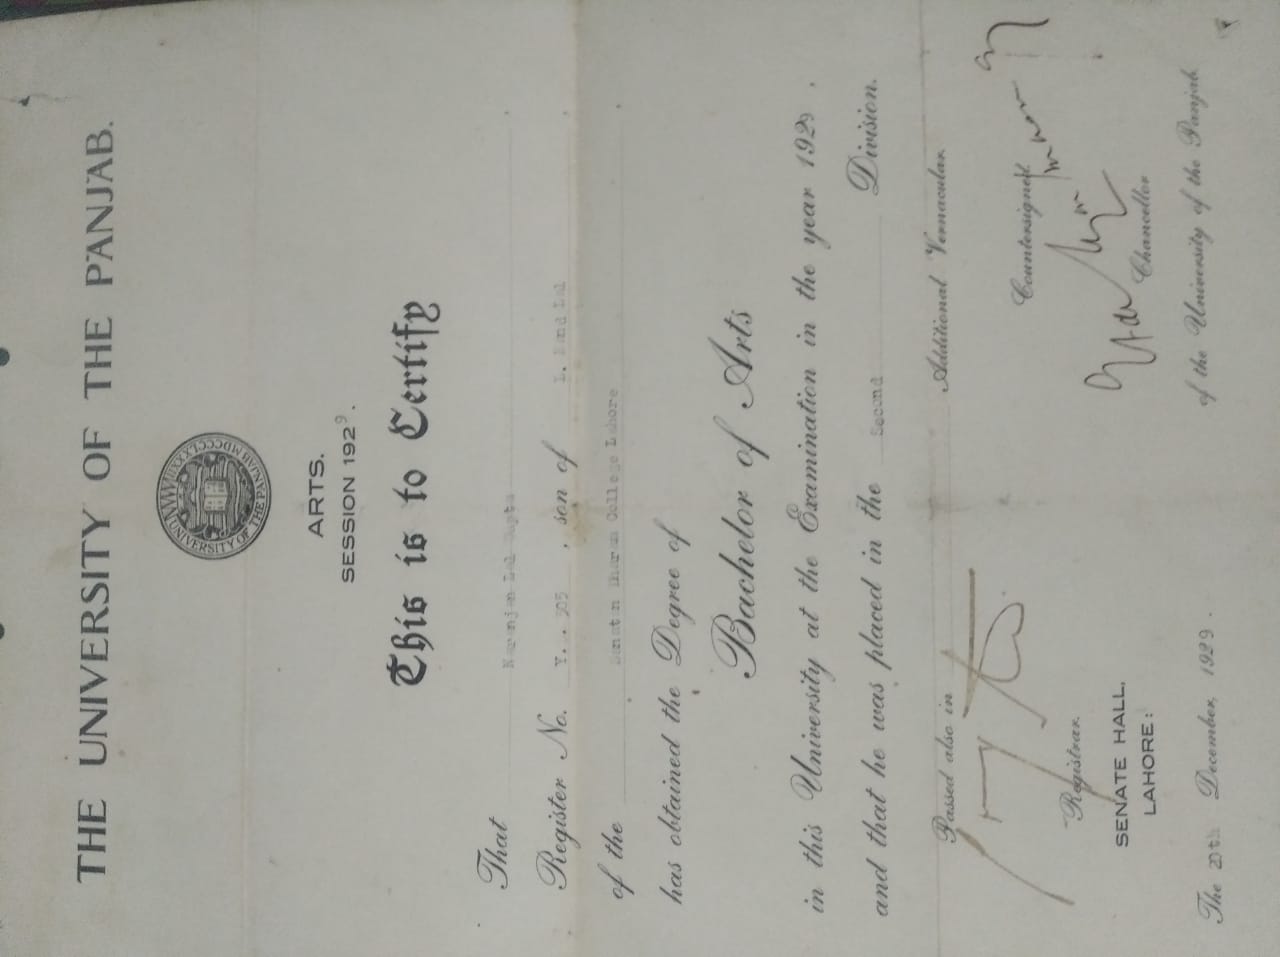 THE UNIVERSITY OF THE PANJAB.
UNIVERSITY OF THE PANJAB MDCCCLXXXII
ARTS.
SESSION 1929.
This is to Certify
That Naranjan Lal Gupta
Register No. Y. . 305 , son of L. Nand Lal
of the Sanatan Dharam College Lahore
has obtained the Degree of
Bachelor of Arts
in this University at the Examination in the year 1929 .
and that he was placed in the Second Division.
Passed also in Additional Vernacular.
Countersigned.
Registrar.
SENATE HALL,
LAHORE:
Chancellor
of the University of the Panjab
The 20th December, 1929 .